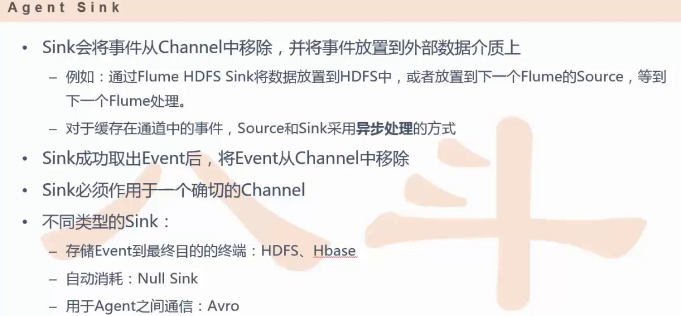 Agent Sink
• Sink会将事件从Channel中移除，并将事件放置到外部数据介质上
– 例如：通过Flume HDFS Sink将数据放置到HDFS中，或者放置到下一个Flume的Source，等到
下一个Flume处理。
– 对于缓存在通道中的事件，Source和Sink采用异步处理的方式
• Sink成功取出Event后，将Event从Channel中移除
• Sink必须作用于一个确切的Channel
• 不同类型的Sink：
– 存储Event到最终目的的终端：HDFS、Hbase
– 自动消耗：Null Sink
– 用于Agent之间通信：Avro
八斗